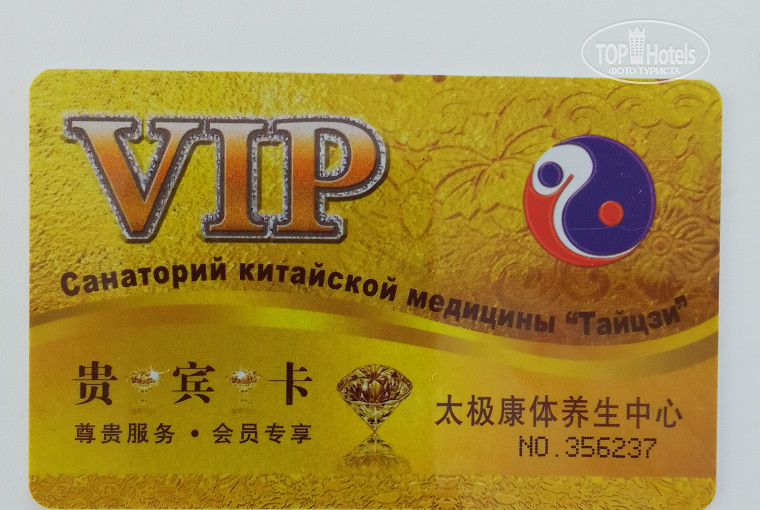 TOP Hotels
ФОТО ТУРИСТА
VIP
Санаторий китайской медицины "Тайцзи"
贵宾卡
尊贵服务·会员专享
太极康体养生中心
NO.356237